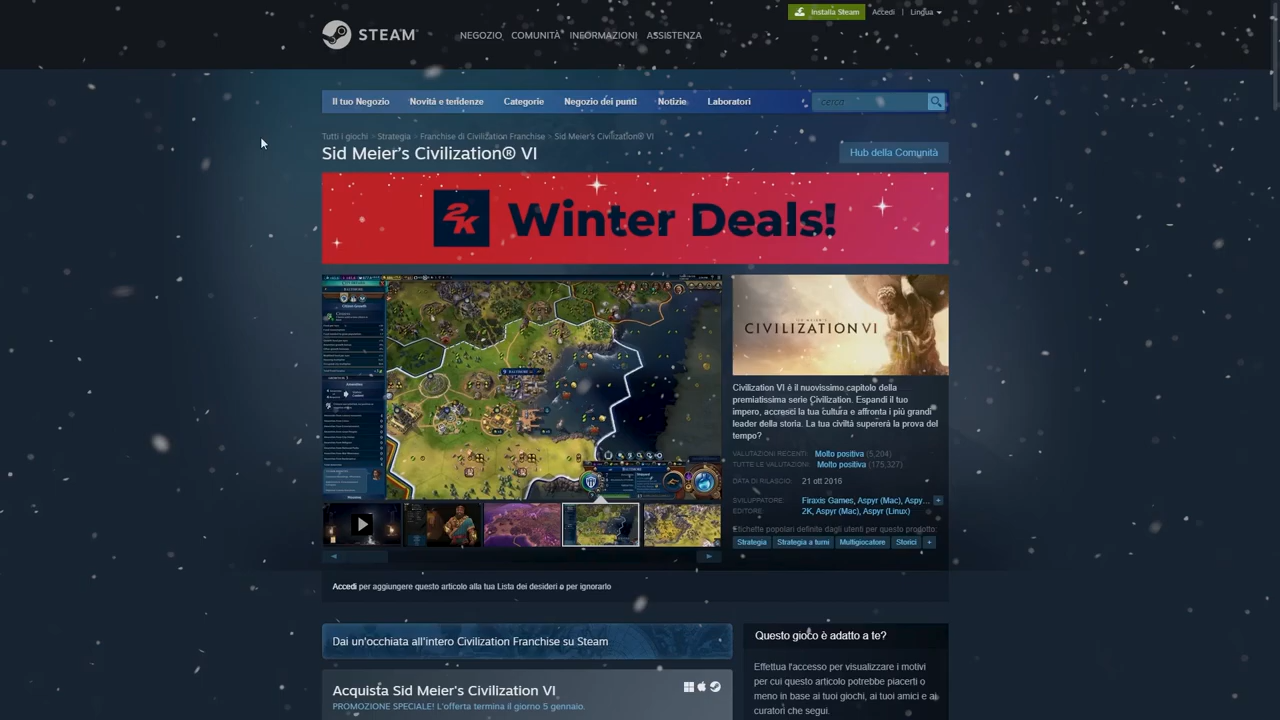 Installa Steam
Accedi | Lingua
STEAM
NEGOZIO COMUNITÀ INFORMAZIONI ASSISTENZA
Il tuo Negozio Novità e tendenze Categorie Negozio dei punti Notizie Laboratori
cerca
Tutti i giochi > Strategia > Franchise di Civilization Franchise > Sid Meier's Civilization® VI
Sid Meier's Civilization® VI
Hub della Comunità
2K Winter Deals!
CIVILIZATION VI
Civilization VI è il nuovissimo capitolo della
premiatissima serie Civilization. Espandi il tuo
impero, accresci la tua cultura e affronta i più grandi
leader della storia. La tua civiltà supererà la prova del
tempo?
VALUTAZIONI RECENTI: Molto positiva (5,204)
TUTTE LE VALUTAZIONI: Molto positiva (175,327)
DATA DI RILASCIO: 21 ott 2016
SVILUPPATORE: Firaxis Games, Aspyr (Mac), Aspy... +
EDITORE: 2K, Aspyr (Mac), Aspyr (Linux)
Etichette popolari definite dagli utenti per questo prodotto:
Strategia Strategia a turni Multigiocatore Storici +
Accedi per aggiungere questo articolo alla tua Lista dei desideri o per ignorarlo
Dai un'occhiata all'intero Civilization Franchise su Steam
Acquista Sid Meier's Civilization VI
PROMOZIONE SPECIALE! L'offerta termina il giorno 5 gennaio.
Questo gioco è adatto a te?
Effettua l'accesso per visualizzare i motivi
per cui questo articolo potrebbe piacerti o
meno in base ai tuoi giochi, ai tuoi amici e ai
curatori che segui.